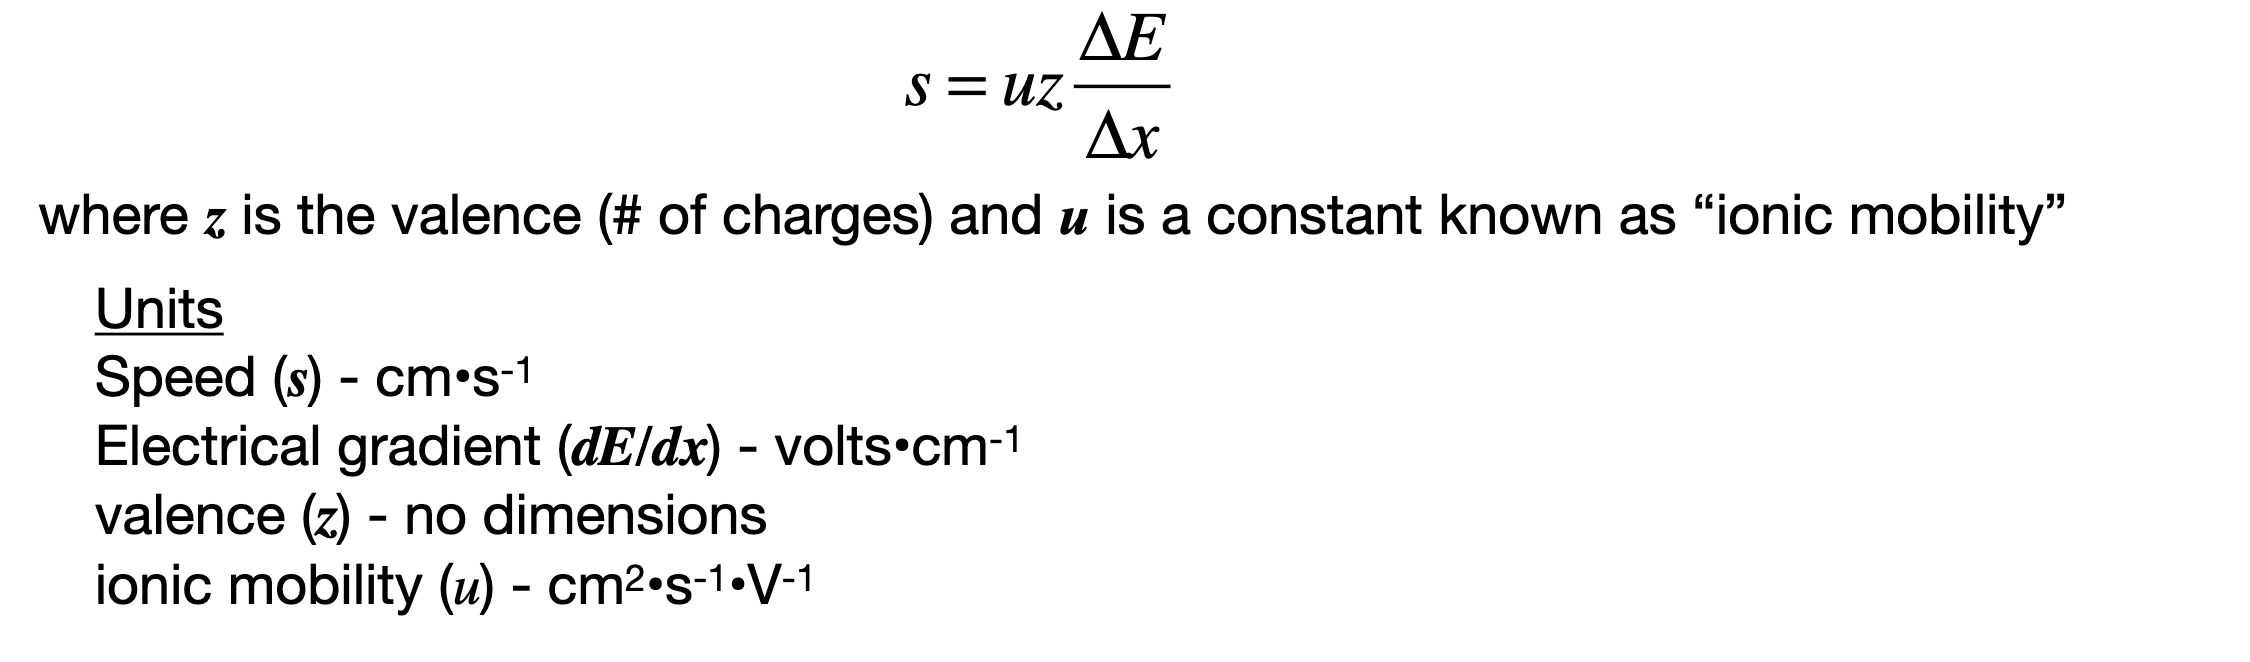 s = uz ΔE/Δx
where z is the valence (# of charges) and u is a constant known as “ionic mobility”
Units
Speed (s) - cm•s⁻¹
Electrical gradient (dE/dx) - volts•cm⁻¹
valence (z) - no dimensions
ionic mobility (u) - cm²•s⁻¹•V⁻¹